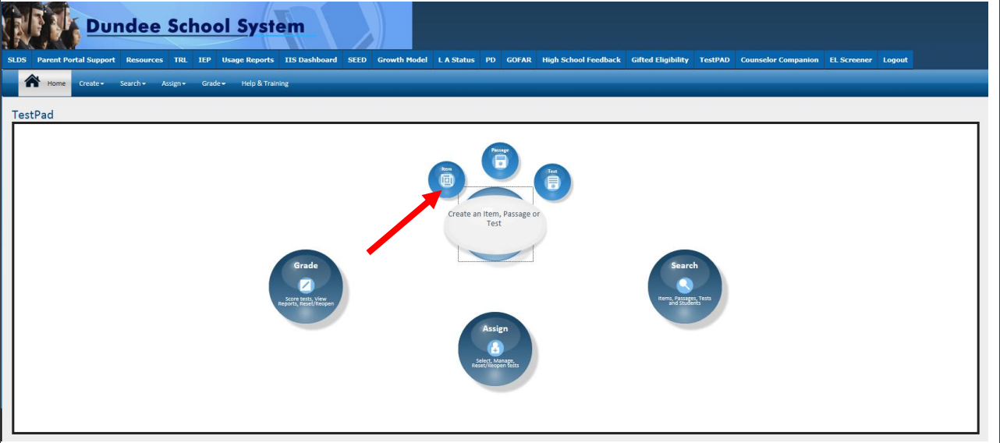 Dundee School System
SLDS Parent Portal Support Resources TRL IEP Usage Reports IIS Dashboard SEED Growth Model L A Status PD GOFAR High School Feedback Gifted Eligibility TestPAD Counselor Companion EL Screener Logout
Home Create Search Assign Grade Help & Training
TestPad
Passage
Item
Test
Create an Item, Passage or
Test
Grade
Score tests, View
Reports, Reset/Reopen
Search
Items, Passages, Tests
and Students
Assign
Select, Manage,
Reset/Reopen tests